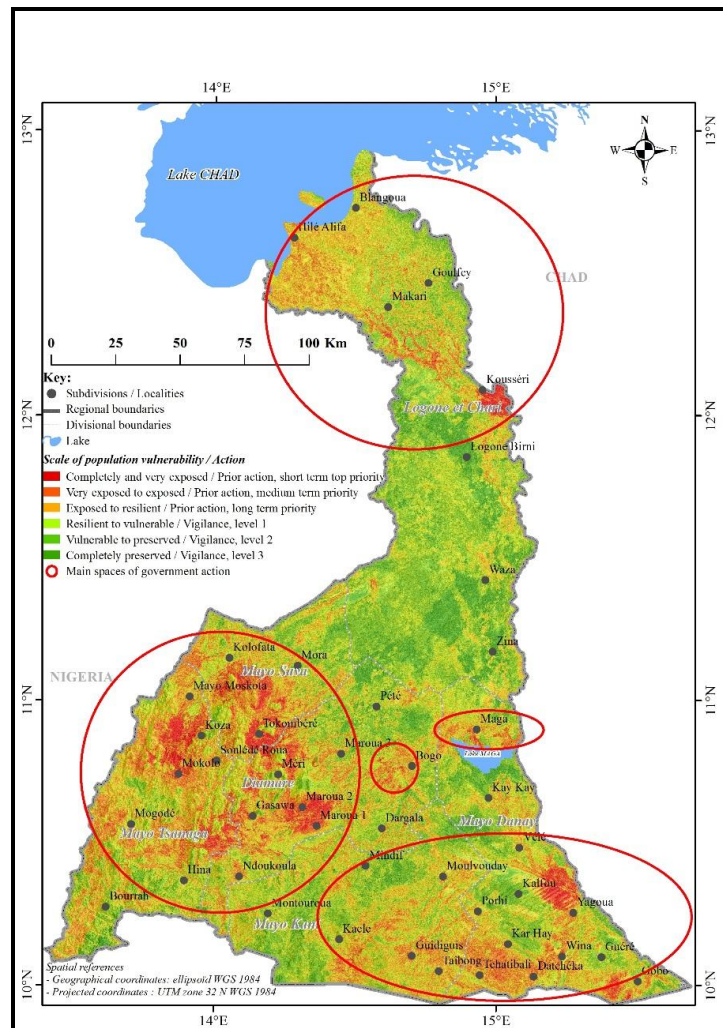 14°E
15°E
13°N
13°N
N
W
E
S
Lake CHAD
Blangoua
Hilé Alifa
CHAD
Goulfey
Makari
0 25 50 75 100 Km
Key:
Subdivisions / Localities
Regional boundaries
Divisional boundaries
Lake
Kousséri
Logone et Chari
12°N
12°N
Logone Birni
Scale of population vulnerability / Action
Completely and very exposed / Prior action, short term top priority
Very exposed to exposed / Prior action, medium term priority
Exposed to resilient / Prior action, long term priority
Resilient to vulnerable / Vigilance, level 1
Vulnerable to preserved / Vigilance, level 2
Completely preserved / Vigilance, level 3
Main spaces of government action
Waza
Zina
Kolofata
Mora
NIGERIA
Mayo Sava
Mayo Moskota
11°N
11°N
Pété
Maga
Koza
Tokombéré
Maroua 3
Lake MAGA
Soulédé Roua
Bogo
Mokolo
Méri
Diamaré
Kay Kay
Maroua 2
Gasawa
Maroua 1
Mogodé
Dargala
Mayo Tsanaga
Mayo Danay
Vélé
Mindif
Moulvouday
Hina
Ndoukoula
Kalfou
Bourrah
Montouroua
Porhi
Yagoua
Mayo Kani
Kaele
Kar Hay
Guidiguis
Wina
Guéré
Taibong
Tchatibali
Datchéka
Gobo
Spatial references
- Geographical coordinates: ellipsoid WGS 1984
- Projected coordinates : UTM zone 32 N WGS 1984
10°N
10°N
14°E
15°E